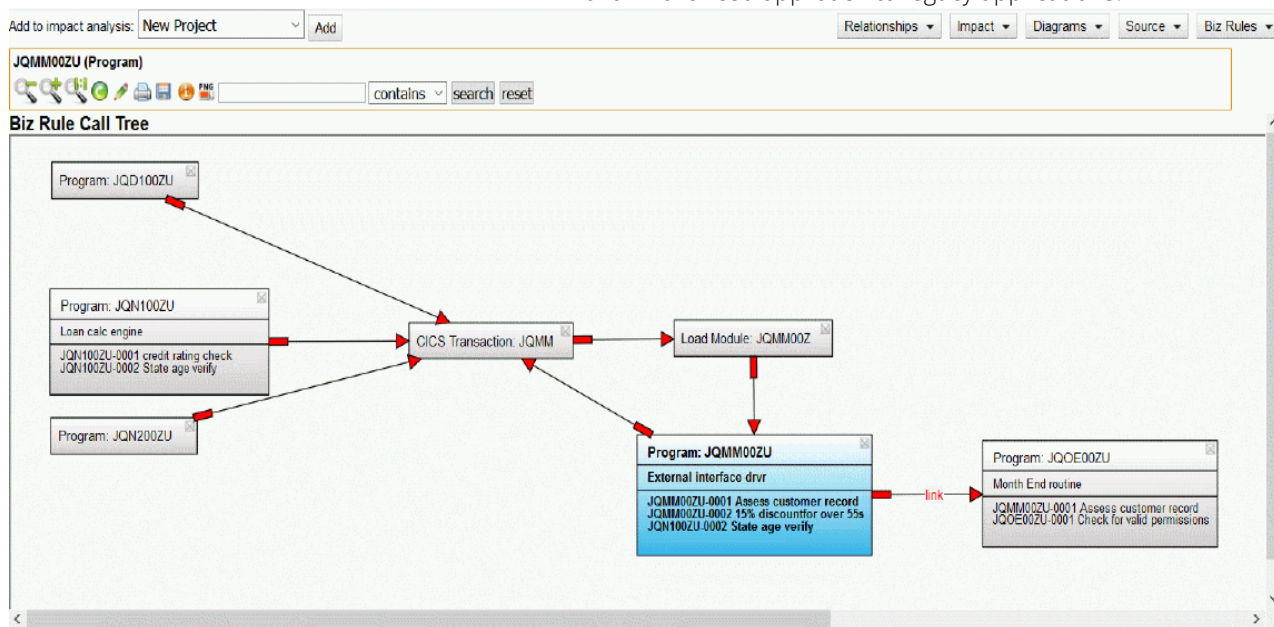 Add to impact analysis: New Project Add Relationships Impact Diagrams Source Biz Rules
JQMM00ZU (Program)
PNG contains search reset
Biz Rule Call Tree
Program: JQD100ZU
Program: JQN100ZU
Loan calc engine
JQN100ZU-0001 credit rating check
JQN100ZU-0002 State age verify
CICS Transaction: JQMM
Load Module: JQMM00Z
Program: JQN200ZU
Program: JQMM00ZU
External interface drvr
JQMM00ZU-0001 Assess customer record
JQMM00ZU-0002 15% discountfor over 55s
JQN100ZU-0002 State age verify
link
Program: JQOE00ZU
Month End routine
JQMM00ZU-0001 Assess customer record
JQOE00ZU-0001 Check for valid permissions